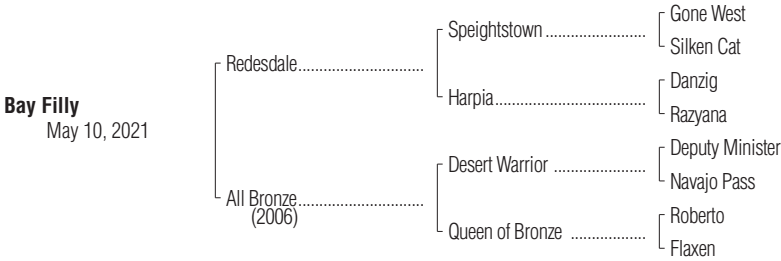 Gone West
Speightstown ........................
Silken Cat
Redesdale..............................
Danzig
Harpia....................................
Razyana
Bay Filly
May 10, 2021
Deputy Minister
Desert Warrior ......................
Navajo Pass
All Bronze..............................
(2006)
Roberto
Queen of Bronze ..................
Flaxen